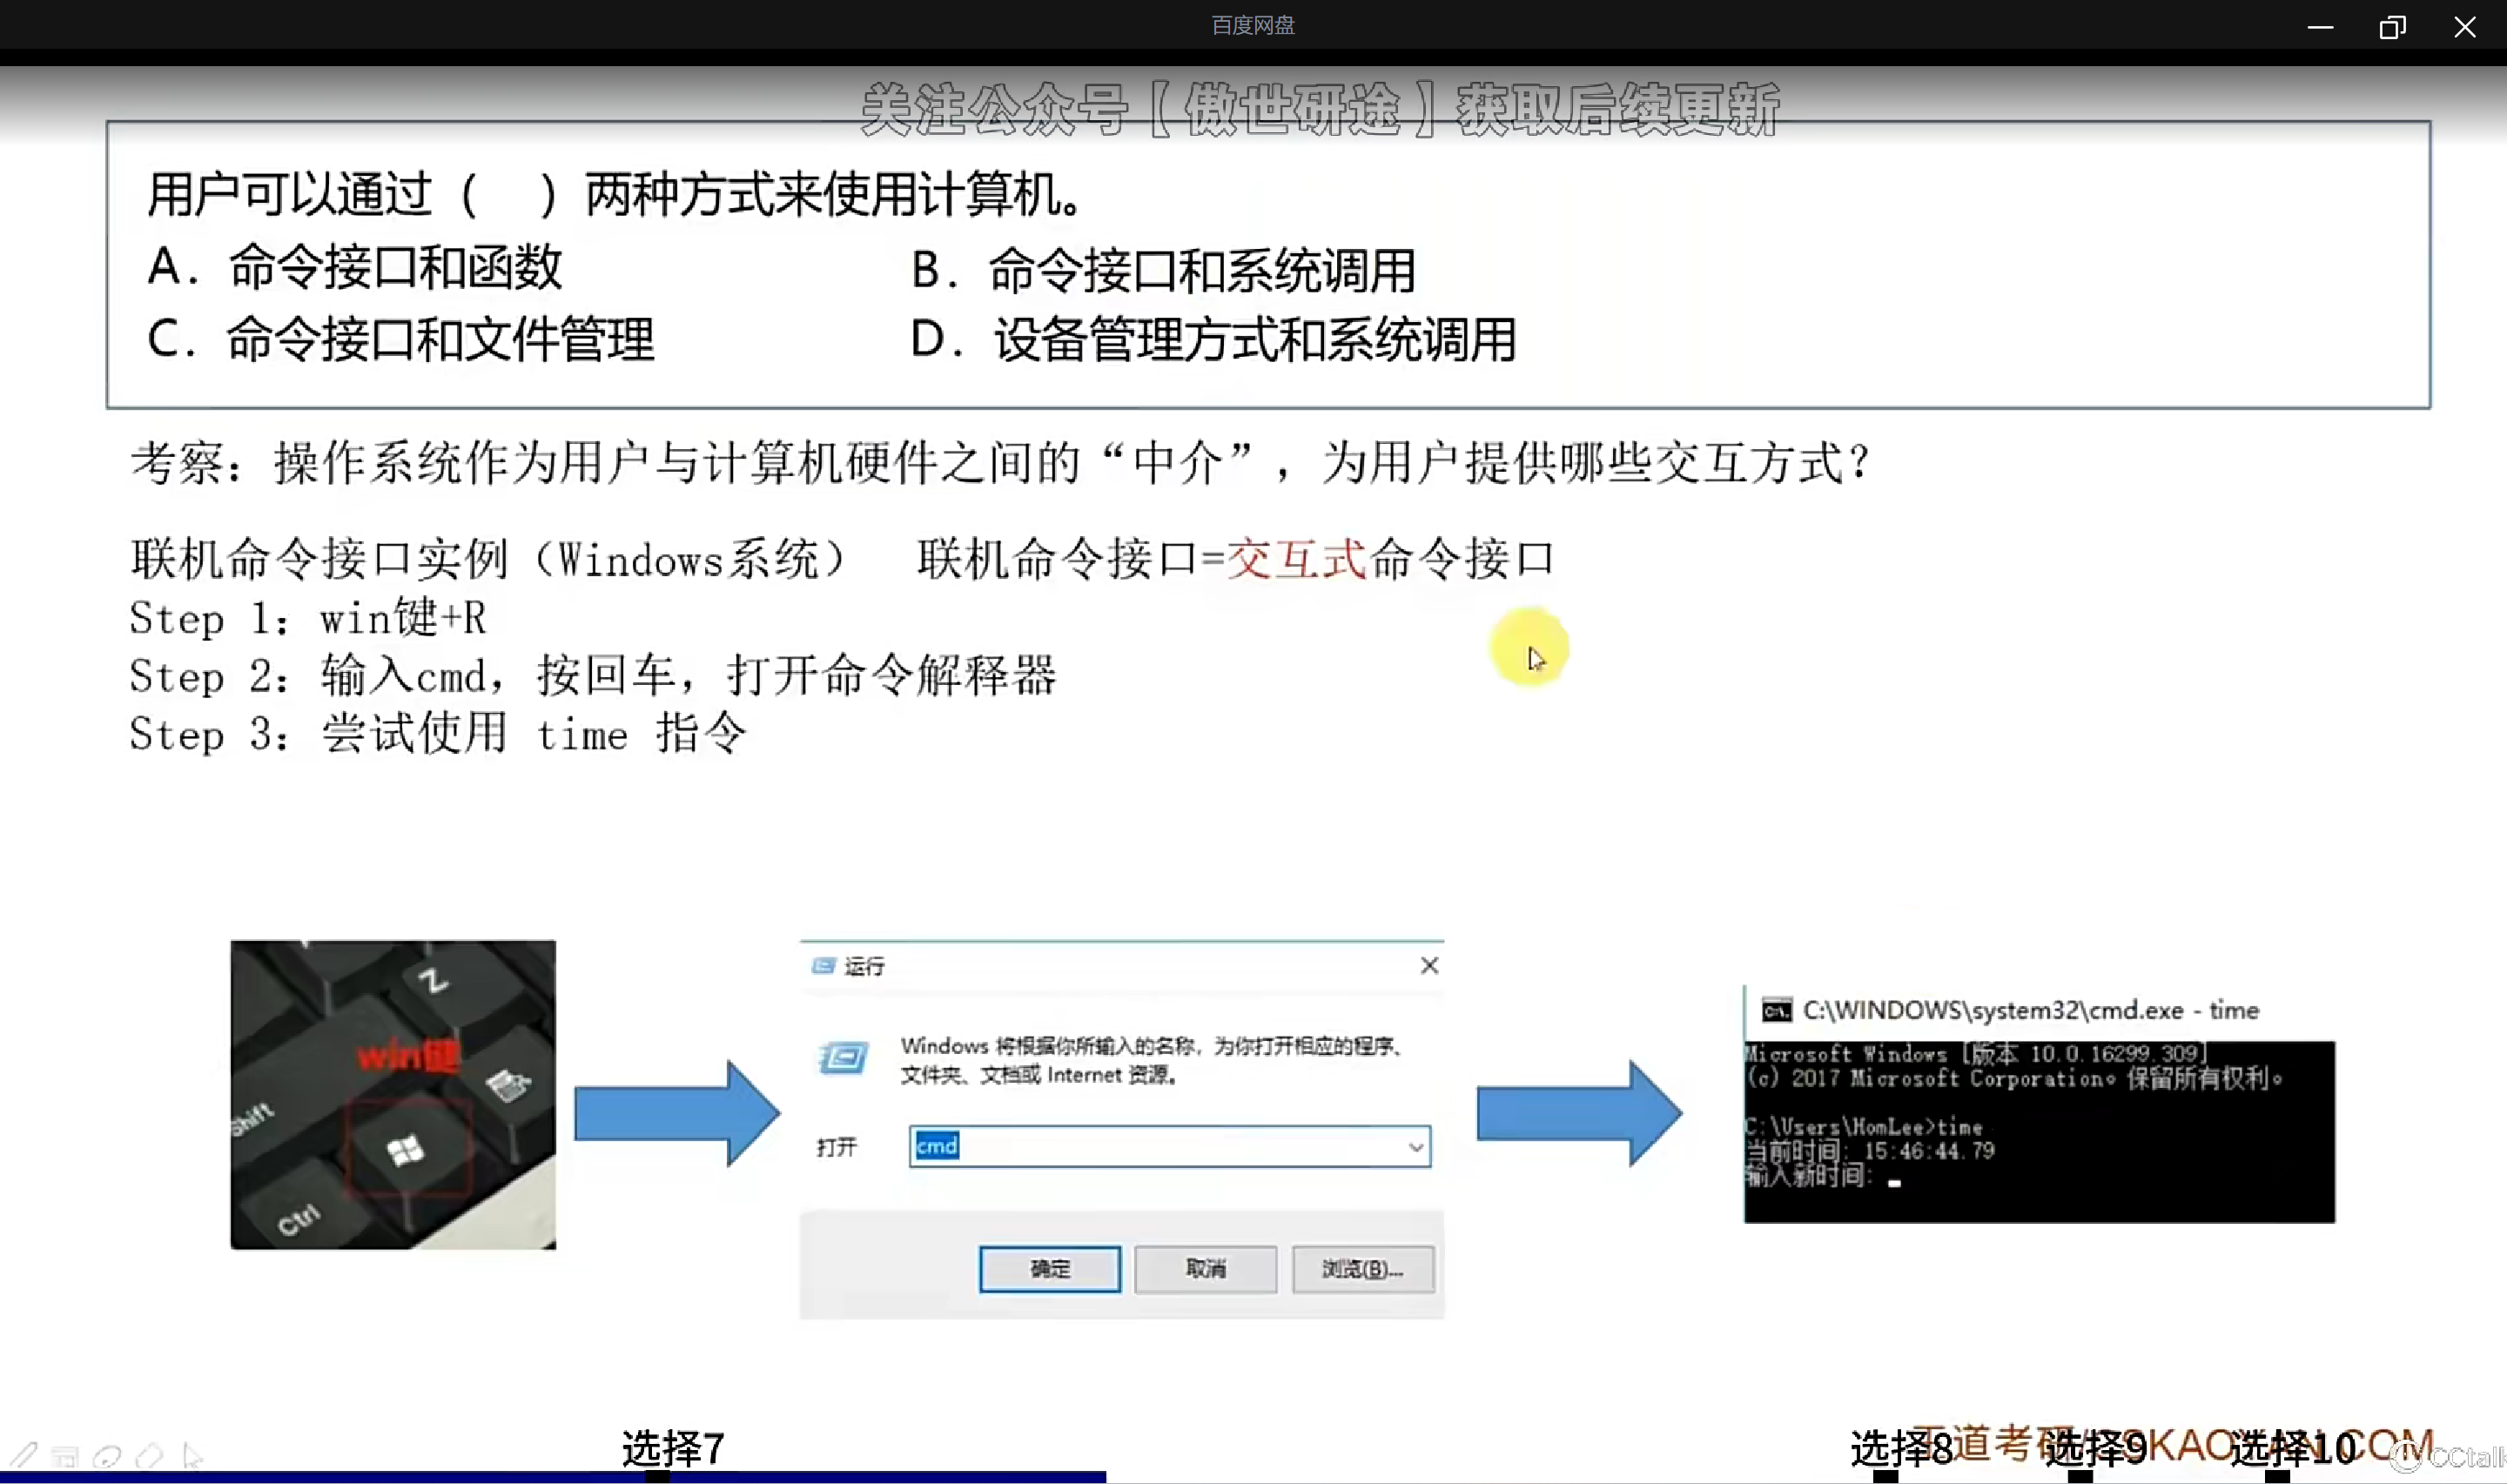 百度网盘
关注公众号【傲世研途】获取后续更新
用户可以通过（ ）两种方式来使用计算机。
A. 命令接口和函数
B. 命令接口和系统调用
C. 命令接口和文件管理
D. 设备管理方式和系统调用
考察：操作系统作为用户与计算机硬件之间的“中介”，为用户提供哪些交互方式？
联机命令接口实例（Windows系统） 联机命令接口=交互式命令接口
Step 1：win键+R
Step 2：输入cmd，按回车，打开命令解释器
Step 3：尝试使用 time 指令
Z
win键
Shift
Ctrl
运行
Windows 将根据你所输入的名称，为你打开相应的程序、
文件夹、文档或 Internet 资源。
打开
cmd
确定 取消 浏览(B)...
C:\WINDOWS\system32\cmd.exe - time
Microsoft Windows [版本 10.0.16299.309]
(c) 2017 Microsoft Corporation。保留所有权利。
C:\Users\HomLee>time
当前时间: 15:46:44.79
输入新时间:
选择7
选择8
选择9
选择10
CCtalk